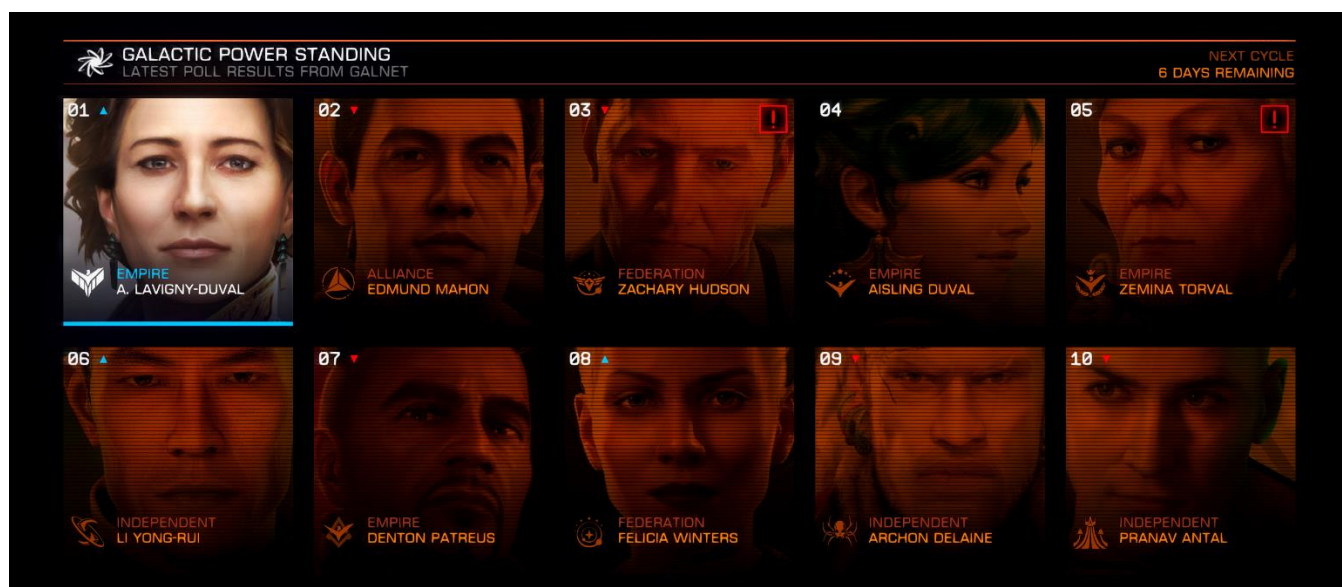 GALACTIC POWER STANDING
LATEST POLL RESULTS FROM GALNET
NEXT CYCLE
6 DAYS REMAINING
01
EMPIRE
A. LAVIGNY-DUVAL
02
ALLIANCE
EDMUND MAHON
03
!
FEDERATION
ZACHARY HUDSON
04
EMPIRE
AISLING DUVAL
05
!
EMPIRE
ZEMINA TORVAL
06
INDEPENDENT
LI YONG-RUI
07
EMPIRE
DENTON PATREUS
08
FEDERATION
FELICIA WINTERS
09
INDEPENDENT
ARCHON DELAINE
10
INDEPENDENT
PRANAV ANTAL